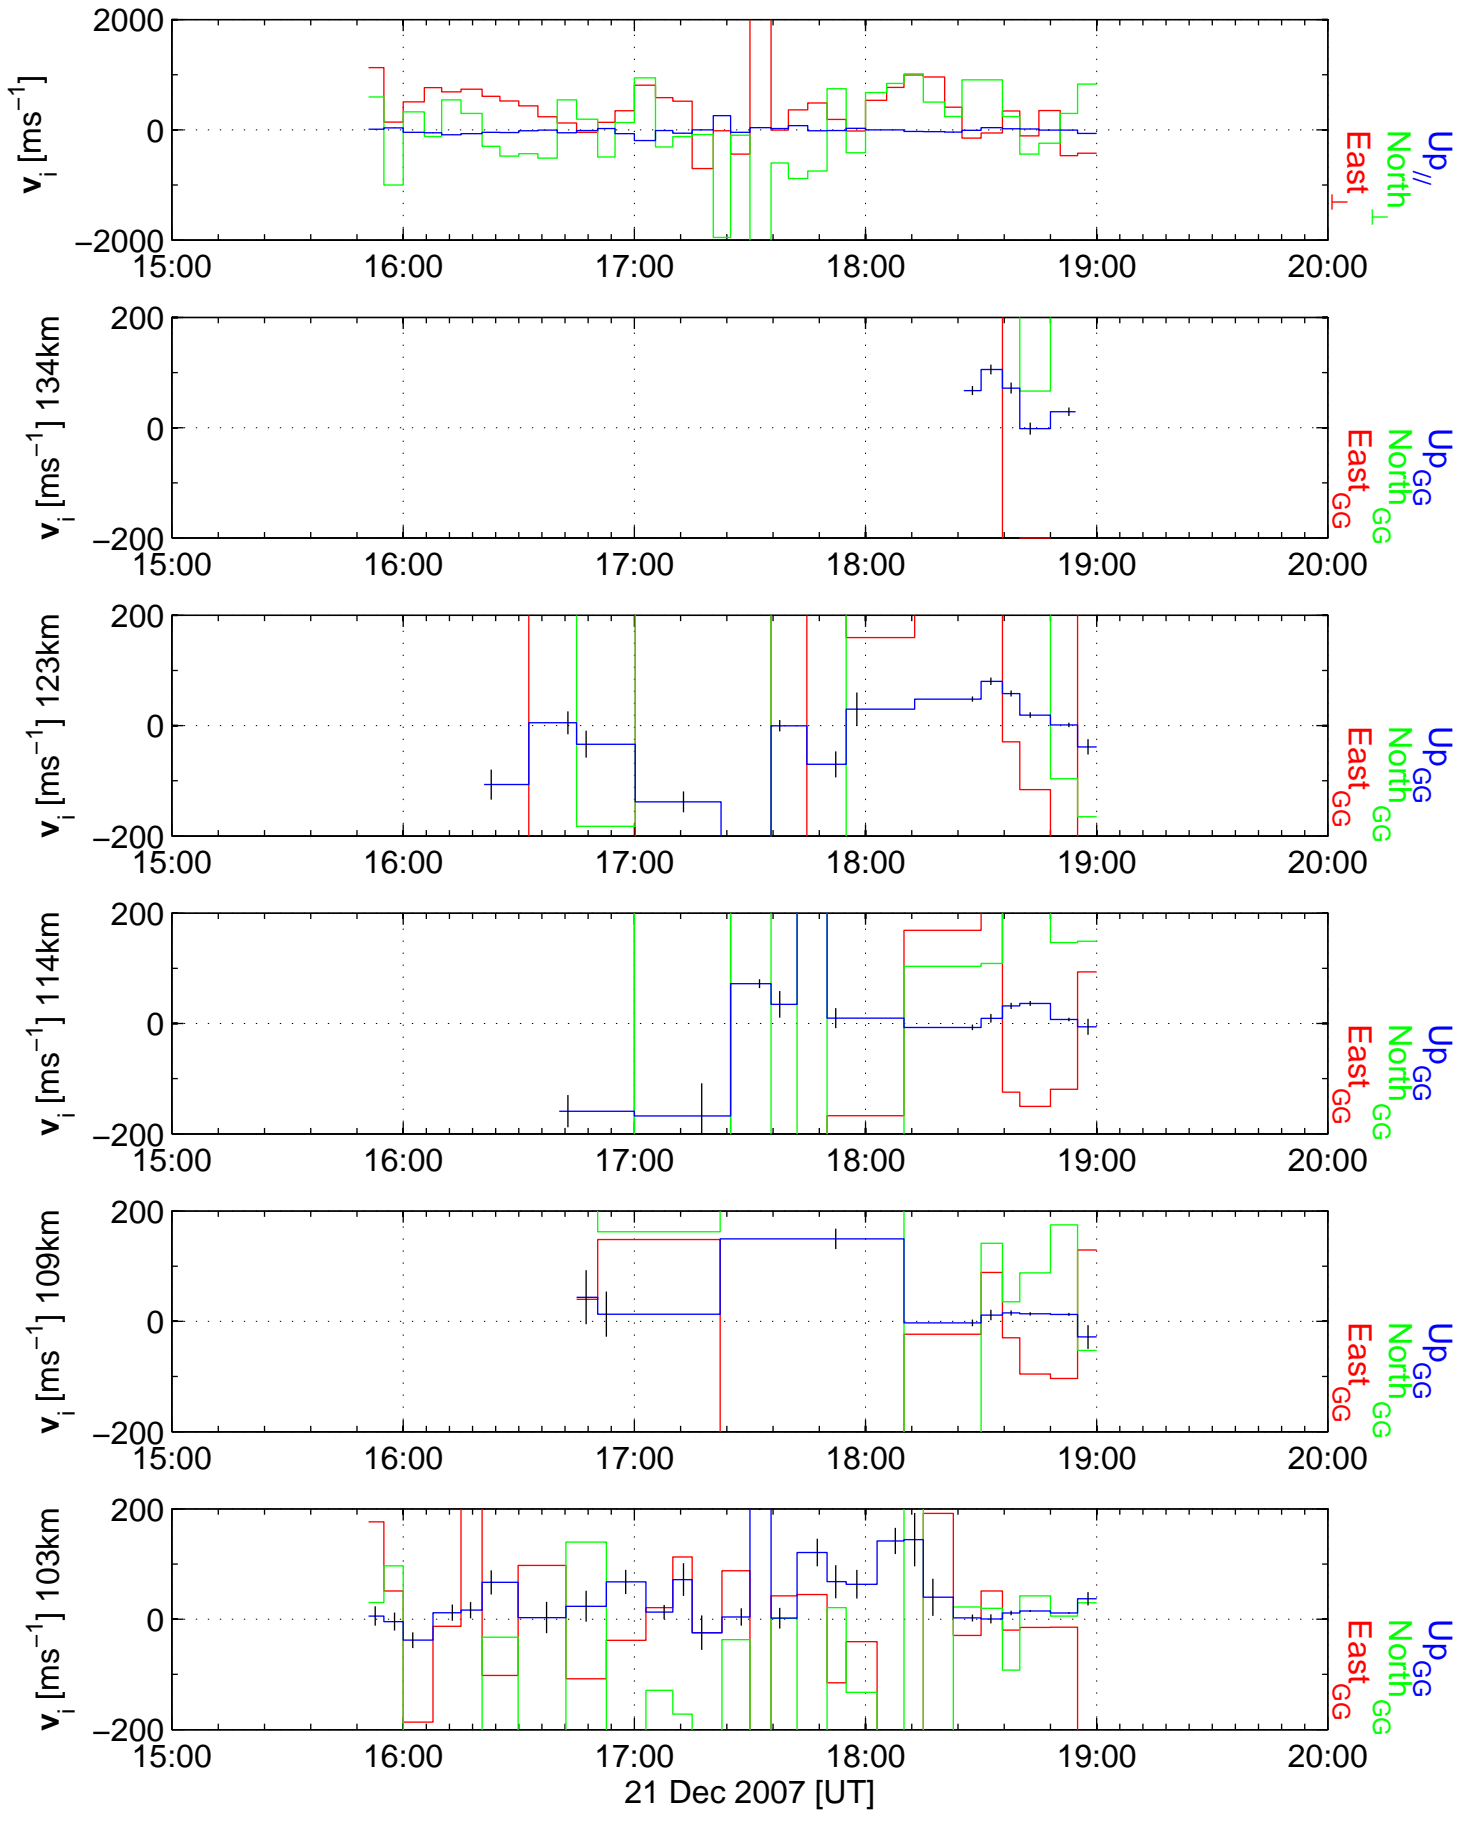 2000
0
−2000
v_i [ms^−1]
15:00 16:00 17:00 18:00 19:00 20:00
Up_//
North_⊥
East_⊥
200
0
−200
v_i [ms^−1] 134km
15:00 16:00 17:00 18:00 19:00 20:00
Up_GG
North_GG
East_GG
200
0
−200
v_i [ms^−1] 123km
15:00 16:00 17:00 18:00 19:00 20:00
Up_GG
North_GG
East_GG
200
0
−200
v_i [ms^−1] 114km
15:00 16:00 17:00 18:00 19:00 20:00
Up_GG
North_GG
East_GG
200
0
−200
v_i [ms^−1] 109km
15:00 16:00 17:00 18:00 19:00 20:00
Up_GG
North_GG
East_GG
200
0
−200
v_i [ms^−1] 103km
15:00 16:00 17:00 18:00 19:00 20:00
Up_GG
North_GG
East_GG
21 Dec 2007 [UT]